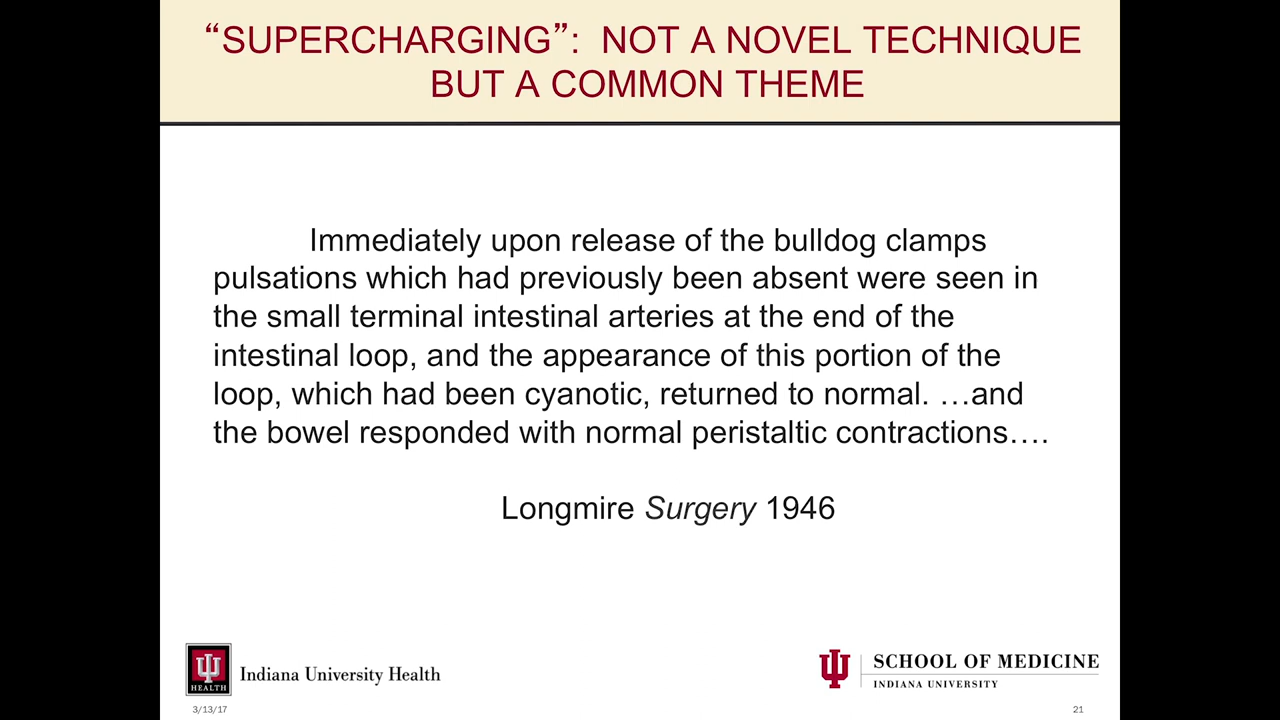 “SUPERCHARGING”: NOT A NOVEL TECHNIQUE
BUT A COMMON THEME
Immediately upon release of the bulldog clamps
pulsations which had previously been absent were seen in
the small terminal intestinal arteries at the end of the
intestinal loop, and the appearance of this portion of the
loop, which had been cyanotic, returned to normal. …and
the bowel responded with normal peristaltic contractions….
Longmire Surgery 1946
HEALTH
Indiana University Health
SCHOOL OF MEDICINE
INDIANA UNIVERSITY
3/13/17
21